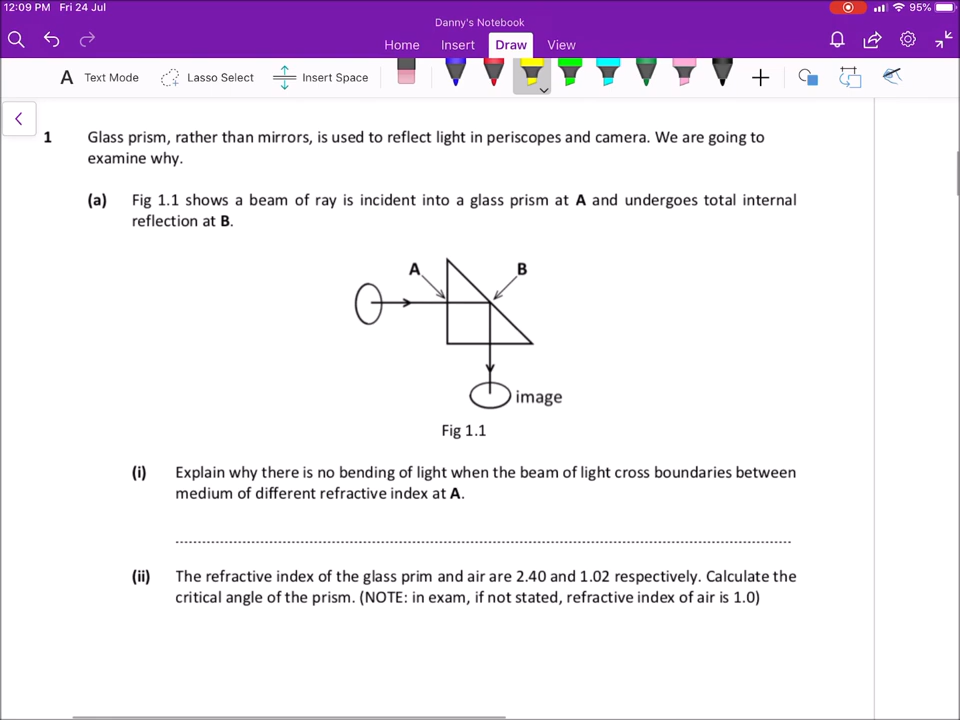 12:09 PM Fri 24 Jul
95%
Danny's Notebook
Home Insert Draw View
A Text Mode Lasso Select Insert Space
1 Glass prism, rather than mirrors, is used to reflect light in periscopes and camera. We are going to
examine why.
(a) Fig 1.1 shows a beam of ray is incident into a glass prism at A and undergoes total internal
reflection at B.
A B
image
Fig 1.1
(i) Explain why there is no bending of light when the beam of light cross boundaries between
medium of different refractive index at A.
(ii) The refractive index of the glass prim and air are 2.40 and 1.02 respectively. Calculate the
critical angle of the prism. (NOTE: in exam, if not stated, refractive index of air is 1.0)